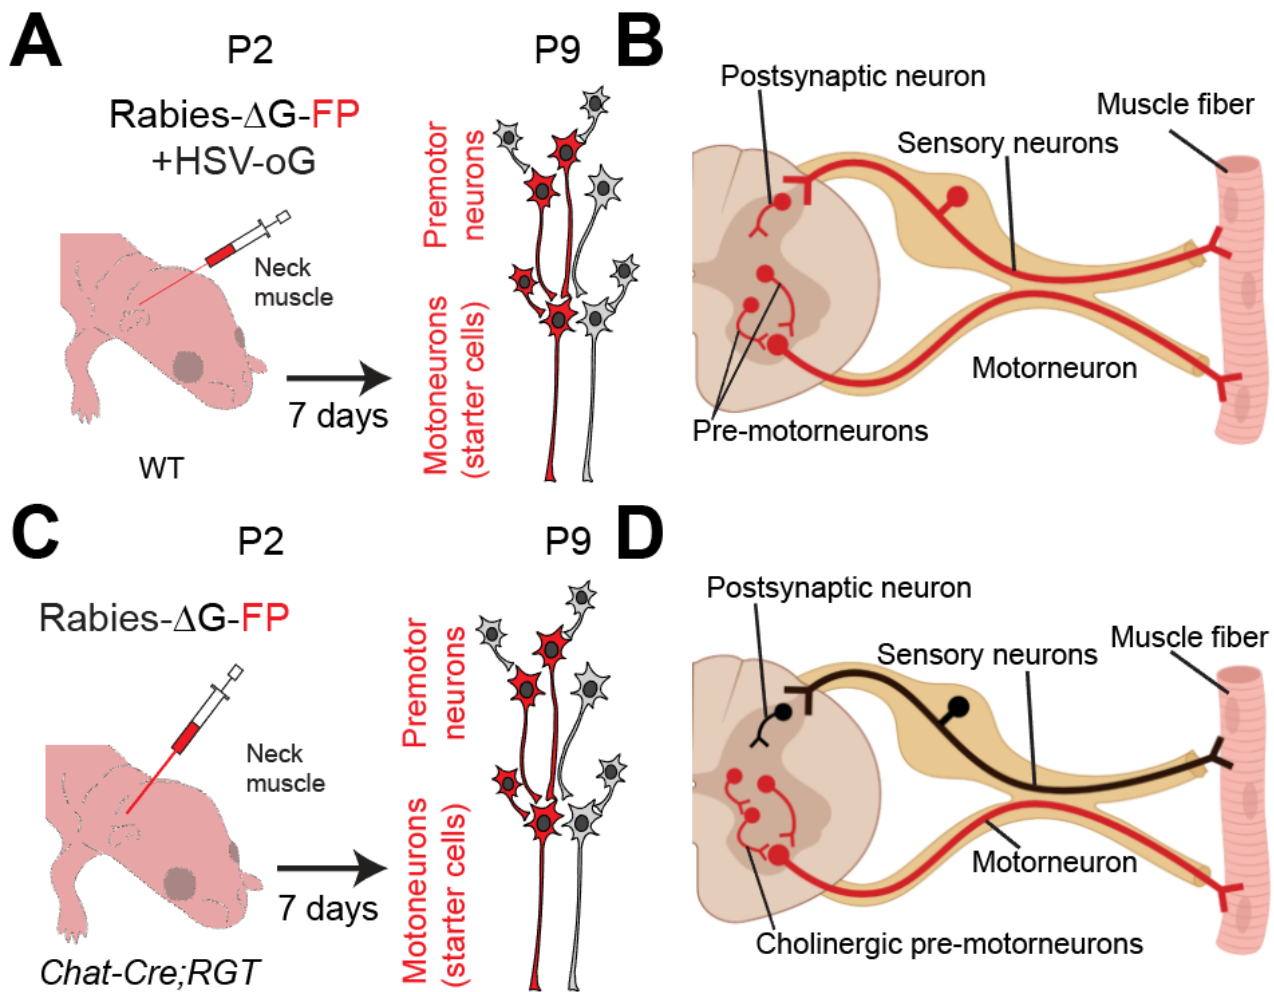 A
P2
P9
Rabies-ΔG-FP
+HSV-oG
Neck
muscle
7 days
WT
Premotor
neurons
Motoneurons
(starter cells)
B
Postsynaptic neuron
Muscle fiber
Sensory neurons
Motorneuron
Pre-motorneurons
C
P2
P9
Rabies-ΔG-FP
Neck
muscle
7 days
Chat-Cre;RGT
Premotor
neurons
Motoneurons
(starter cells)
D
Postsynaptic neuron
Muscle fiber
Sensory neurons
Motorneuron
Cholinergic pre-motorneurons